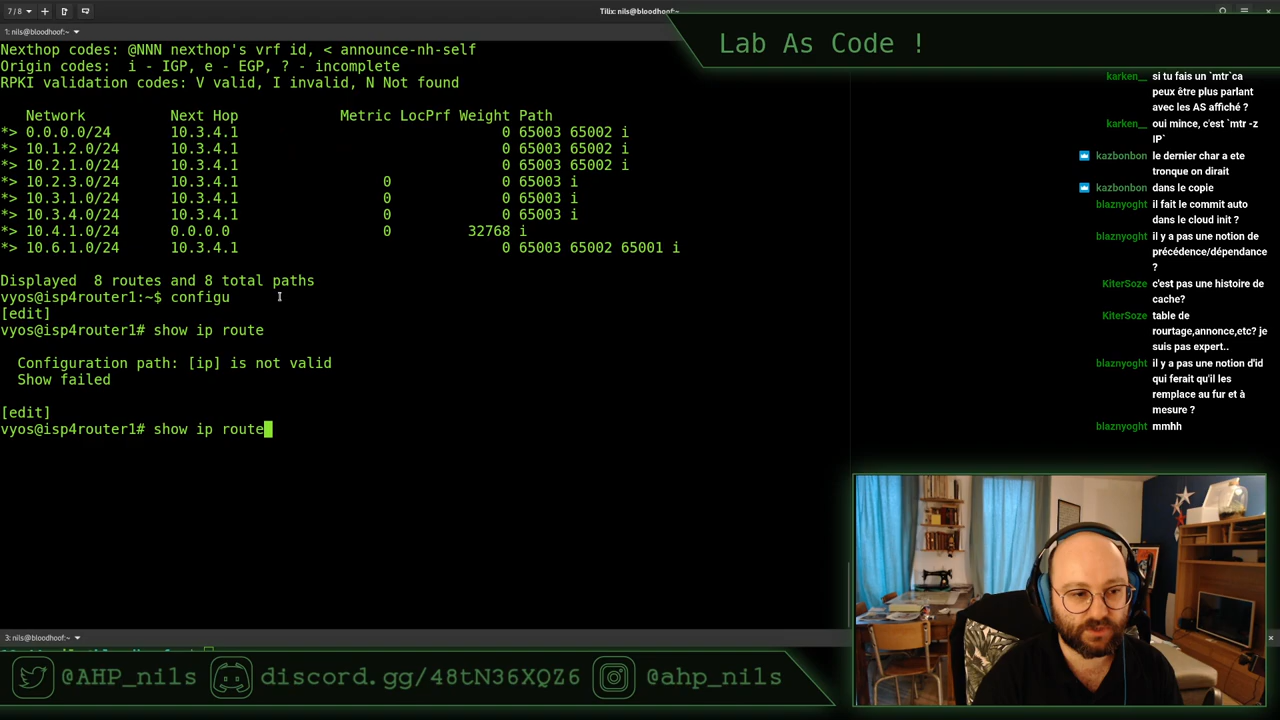 7 / 8
Tilix: nils@bloodhoof:~
1: nils@bloodhoof:~
Lab As Code !
Nexthop codes: @NNN nexthop's vrf id, < announce-nh-self
Origin codes:  i - IGP, e - EGP, ? - incomplete
RPKI validation codes: V valid, I invalid, N Not found
   Network          Next Hop            Metric LocPrf Weight Path
*> 0.0.0.0/24       10.3.4.1                               0 65003 65002 i
*> 10.1.2.0/24      10.3.4.1                               0 65003 65002 i
*> 10.2.1.0/24      10.3.4.1                               0 65003 65002 i
*> 10.2.3.0/24      10.3.4.1                 0             0 65003 i
*> 10.3.1.0/24      10.3.4.1                 0             0 65003 i
*> 10.3.4.0/24      10.3.4.1                 0             0 65003 i
*> 10.4.1.0/24      0.0.0.0                  0         32768 i
*> 10.6.1.0/24      10.3.4.1                               0 65003 65002 65001 i
Displayed  8 routes and 8 total paths
vyos@isp4router1:~$ configu
[edit]
vyos@isp4router1# show ip route
  Configuration path: [ip] is not valid
  Show failed
[edit]
vyos@isp4router1# show ip route
karken__ si tu fais un `mtr`ca
peux être plus parlant
avec les AS affiché ?
karken__ oui mince, c'est `mtr -z
IP`
kazbonbon le dernier char a ete
tronque on dirait
kazbonbon dans le copie
blaznyoght il fait le commit auto
dans le cloud init ?
blaznyoght il y a pas une notion de
précédence/dépendance
?
KiterSoze c'est pas une histoire de
cache?
KiterSoze table de
rourtage,annonce,etc? je
suis pas expert..
blaznyoght il y a pas une notion d'id
qui ferait qu'il les
remplace au fur et à
mesure ?
blaznyoght mmhh
3: nils@bloodhoof:~
@AHP_nils
discord.gg/48tN36XQZ6
@ahp_nils